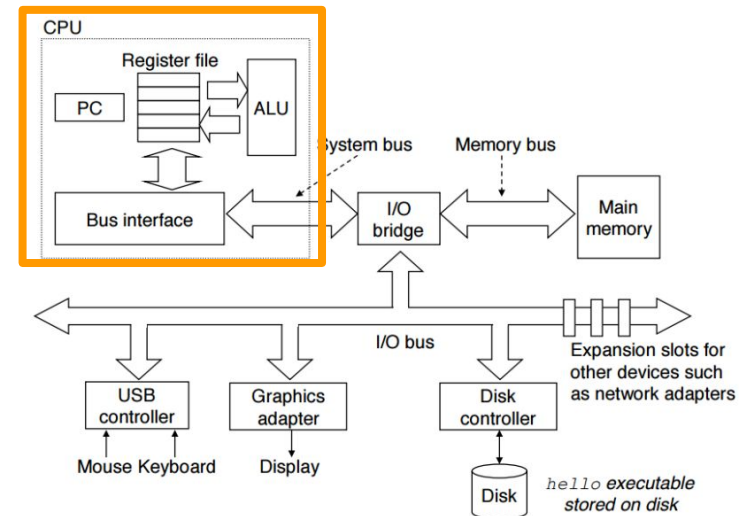 CPU
Register file
PC
ALU
System bus
Memory bus
Bus interface
I/O
bridge
Main
memory
I/O bus
Expansion slots for
other devices such
as network adapters
USB
controller
Graphics
adapter
Disk
controller
Mouse Keyboard
Display
Disk
hello executable
stored on disk